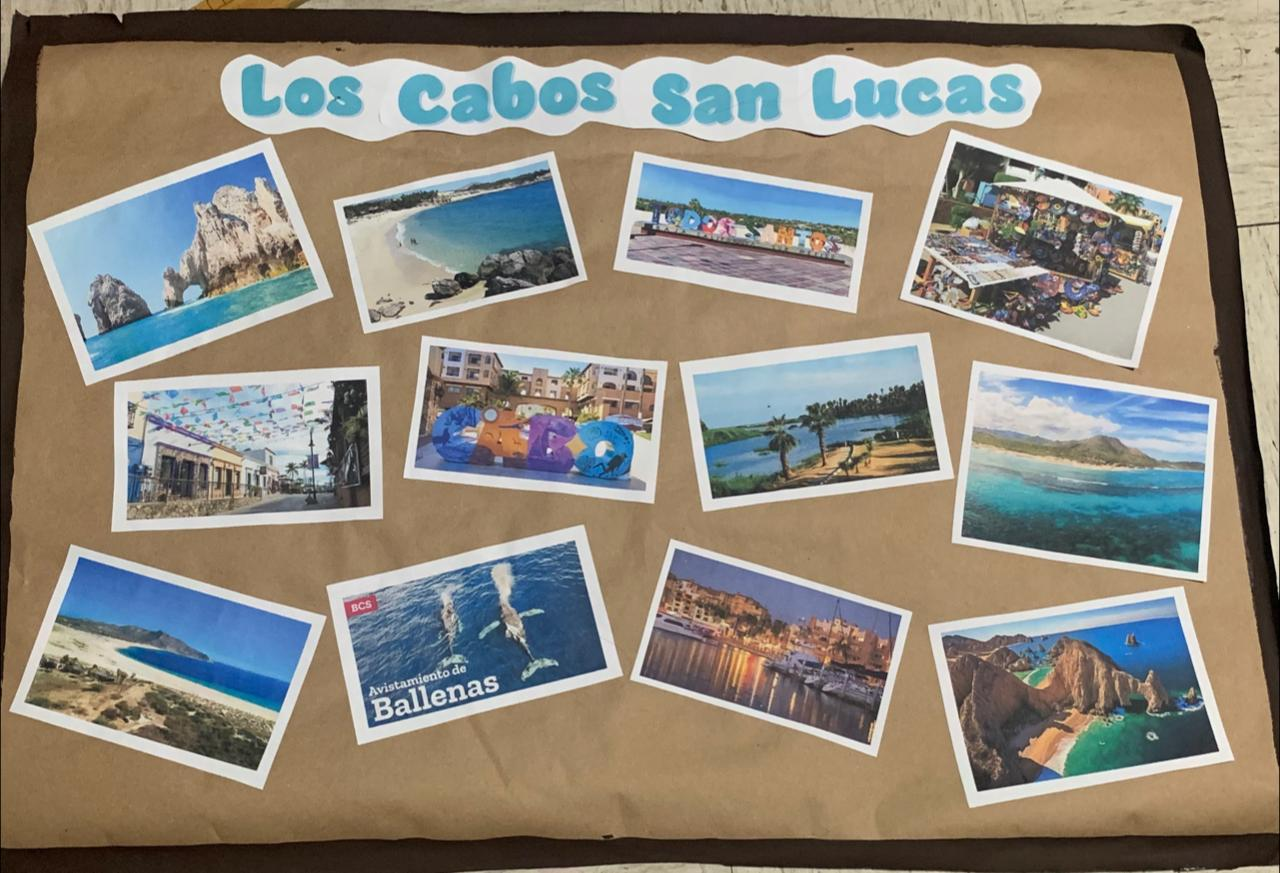 Los Cabos San Lucas
TODOS SANTOS
CABO
BCS
Avistamiento de
Ballenas